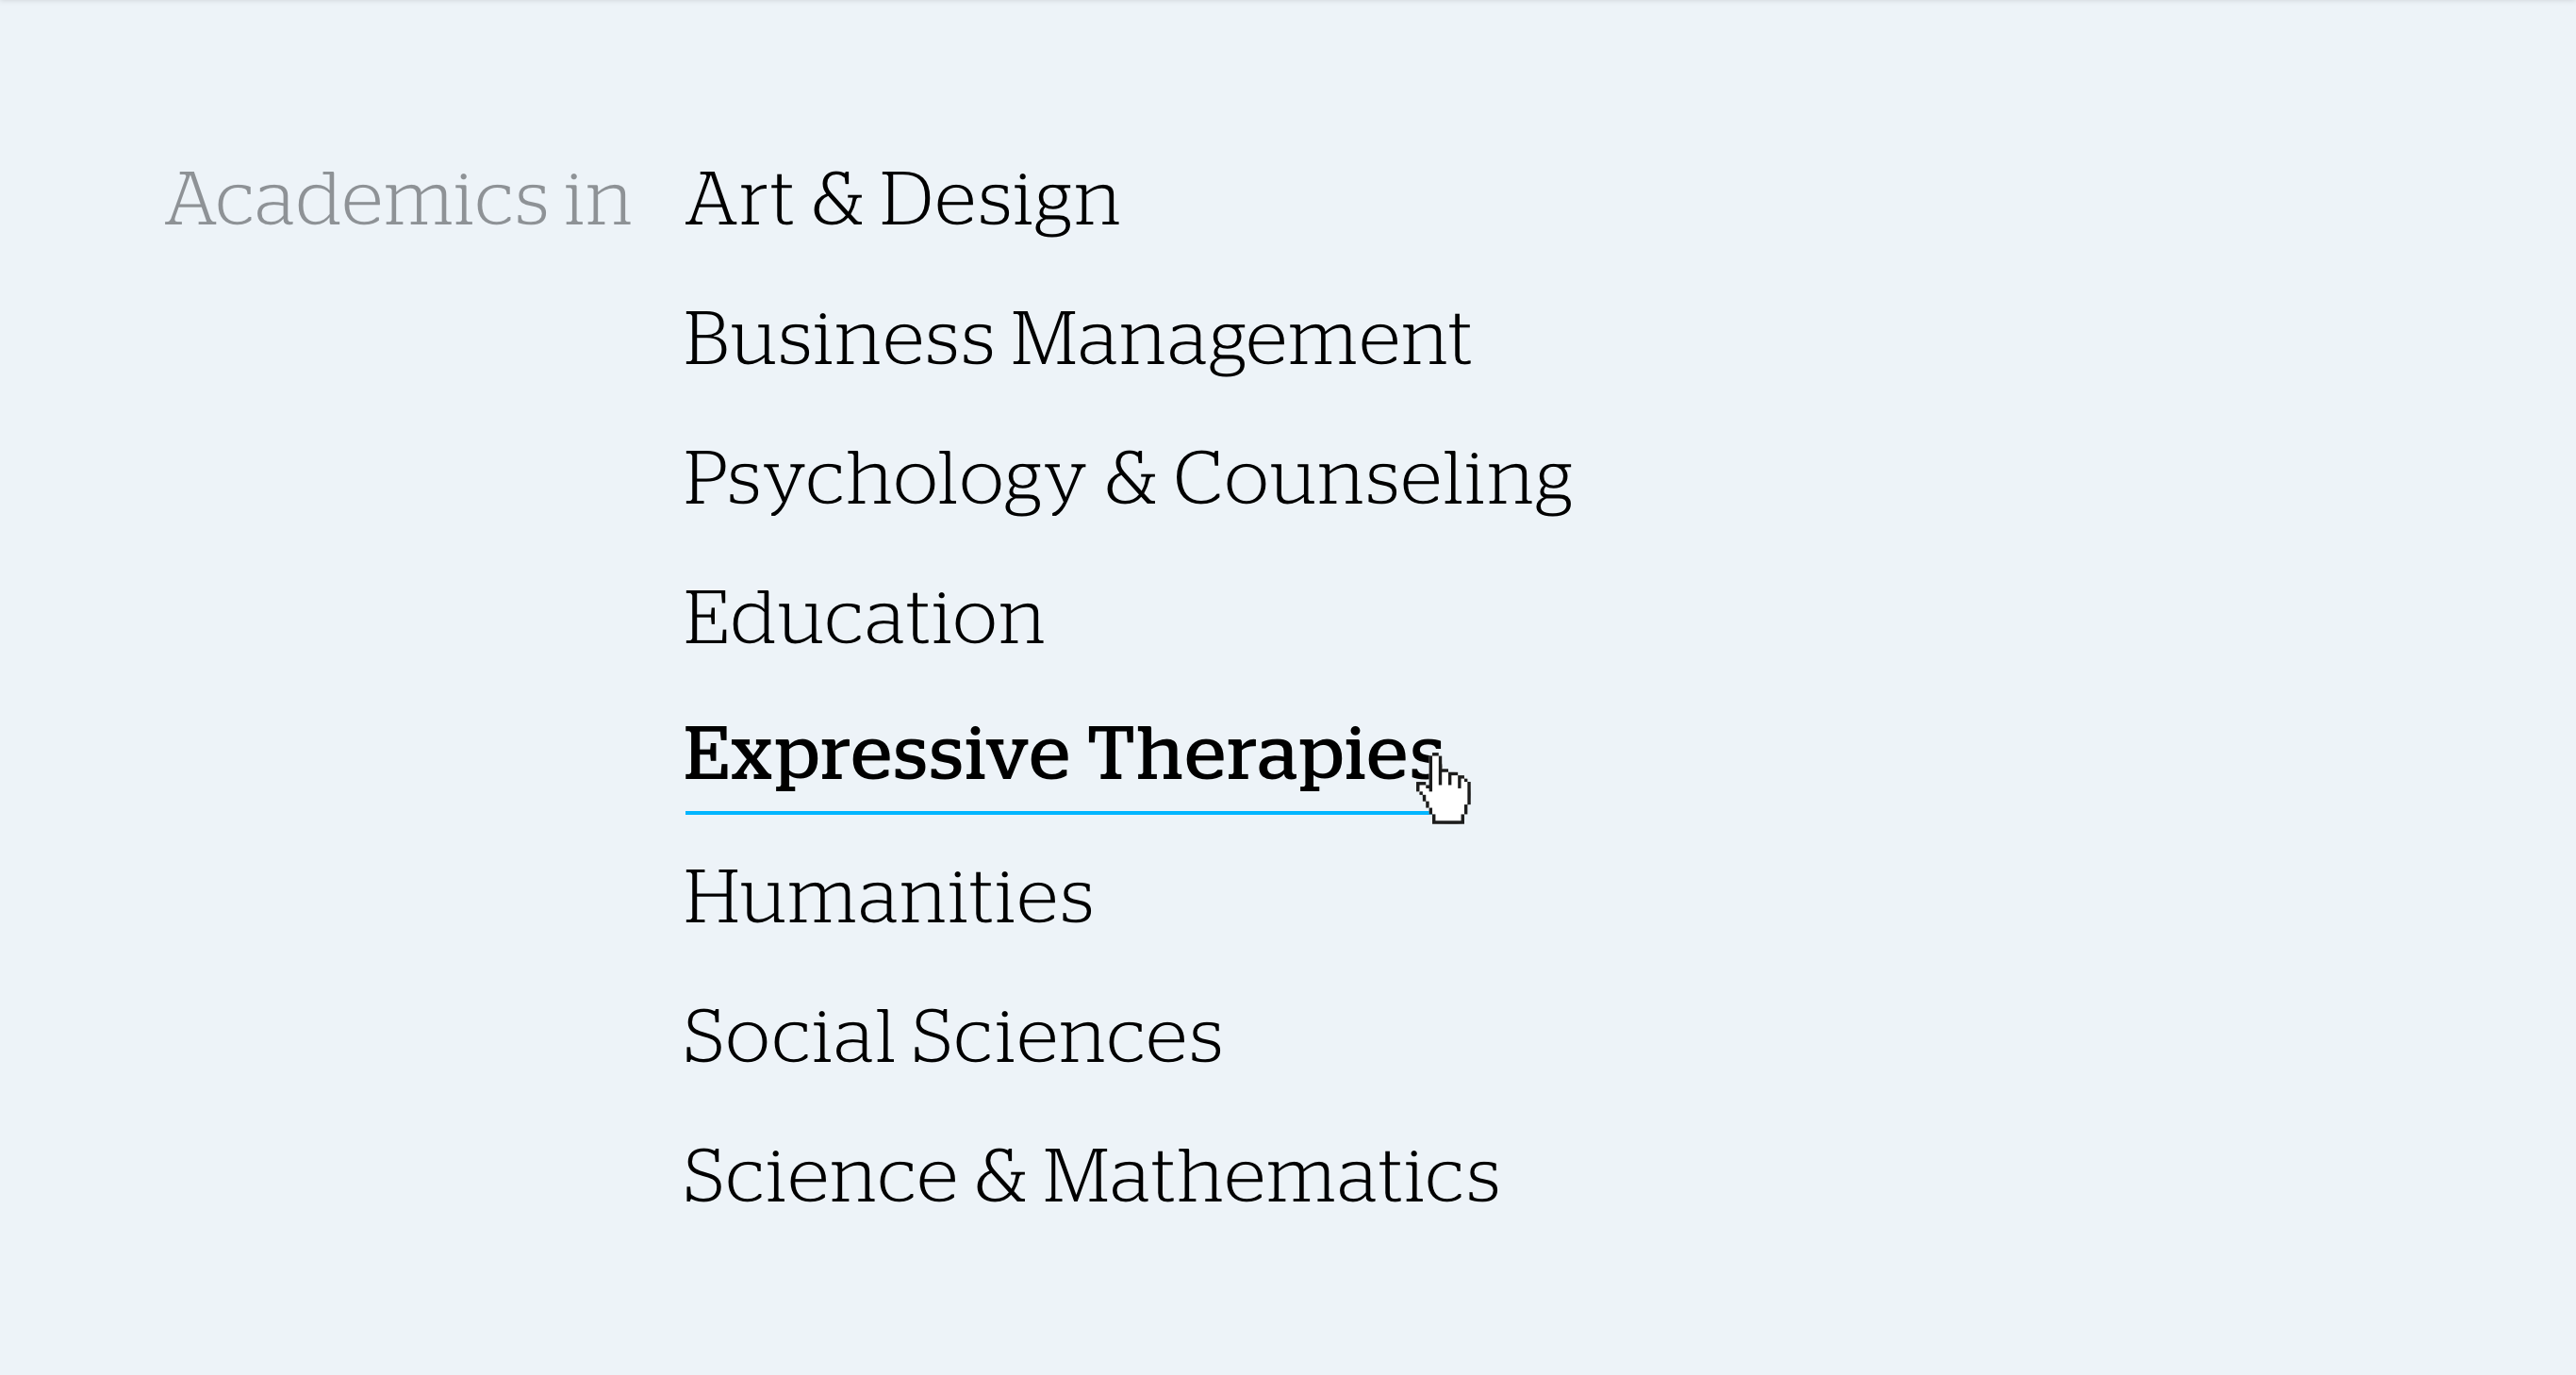 Academics in Art & Design
Business Management
Psychology & Counseling
Education
Expressive Therapies
Humanities
Social Sciences
Science & Mathematics